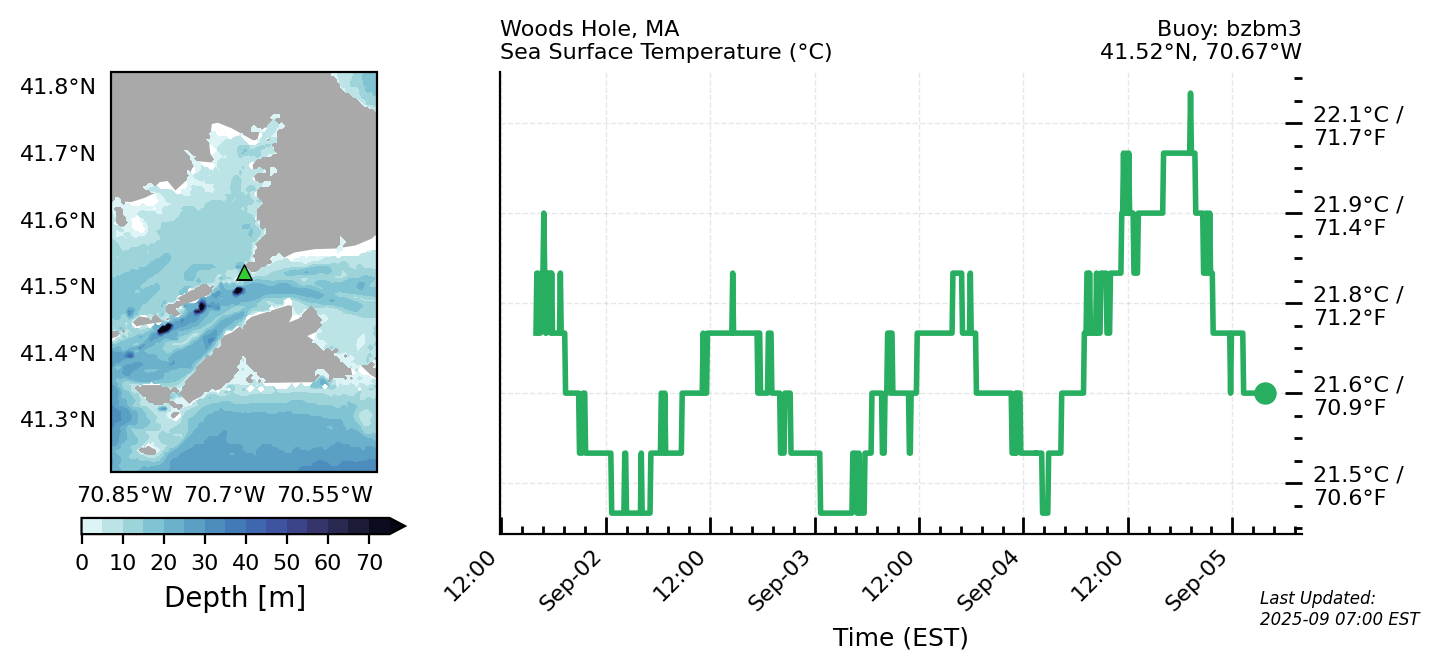 Woods Hole, MA
Sea Surface Temperature (°C)
Buoy: bzbm3
41.52°N, 70.67°W
41.8°N
41.7°N
41.6°N
41.5°N
41.4°N
41.3°N
70.85°W 70.7°W 70.55°W
0 10 20 30 40 50 60 70
Depth [m]
22.1°C /
71.7°F
21.9°C /
71.4°F
21.8°C /
71.2°F
21.6°C /
70.9°F
21.5°C /
70.6°F
12:00 Sep-02 12:00 Sep-03 12:00 Sep-04 12:00 Sep-05
Time (EST)
Last Updated:
2025-09 07:00 EST